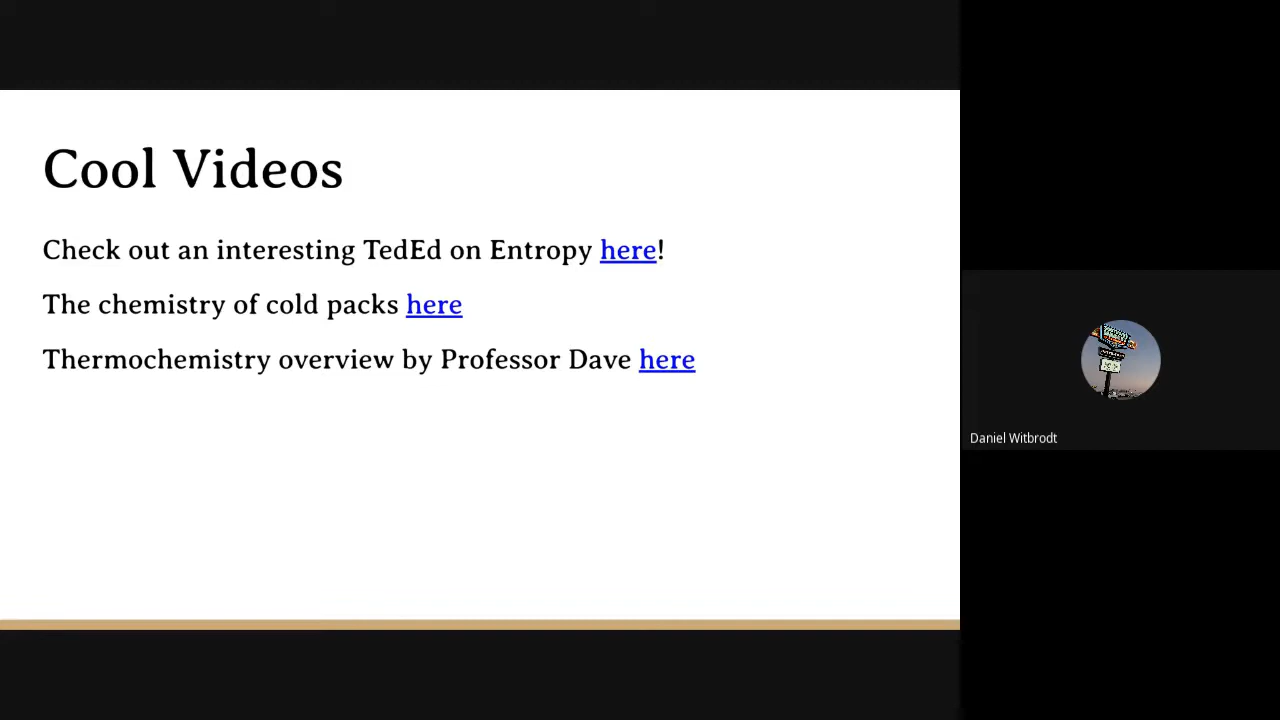 Cool Videos
Check out an interesting TedEd on Entropy here!
The chemistry of cold packs here
Thermochemistry overview by Professor Dave here
Daniel Witbrodt